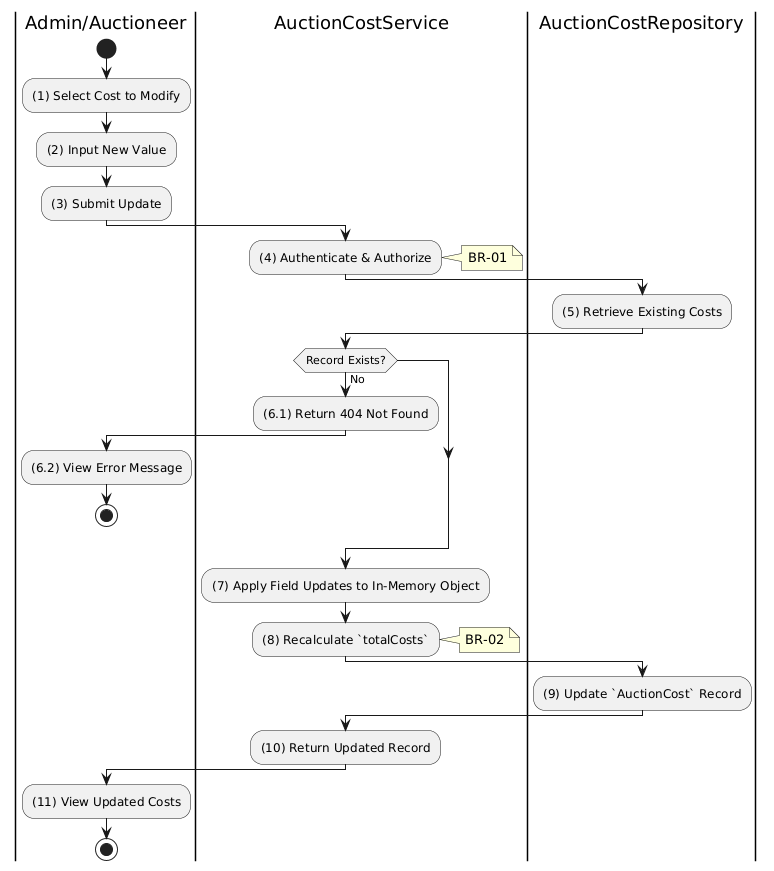 Admin/Auctioneer
AuctionCostService
AuctionCostRepository
(1) Select Cost to Modify
(2) Input New Value
(3) Submit Update
(4) Authenticate & Authorize
BR-01
(5) Retrieve Existing Costs
Record Exists?
No
(6.1) Return 404 Not Found
(6.2) View Error Message
(7) Apply Field Updates to In-Memory Object
(8) Recalculate `totalCosts`
BR-02
(9) Update `AuctionCost` Record
(10) Return Updated Record
(11) View Updated Costs